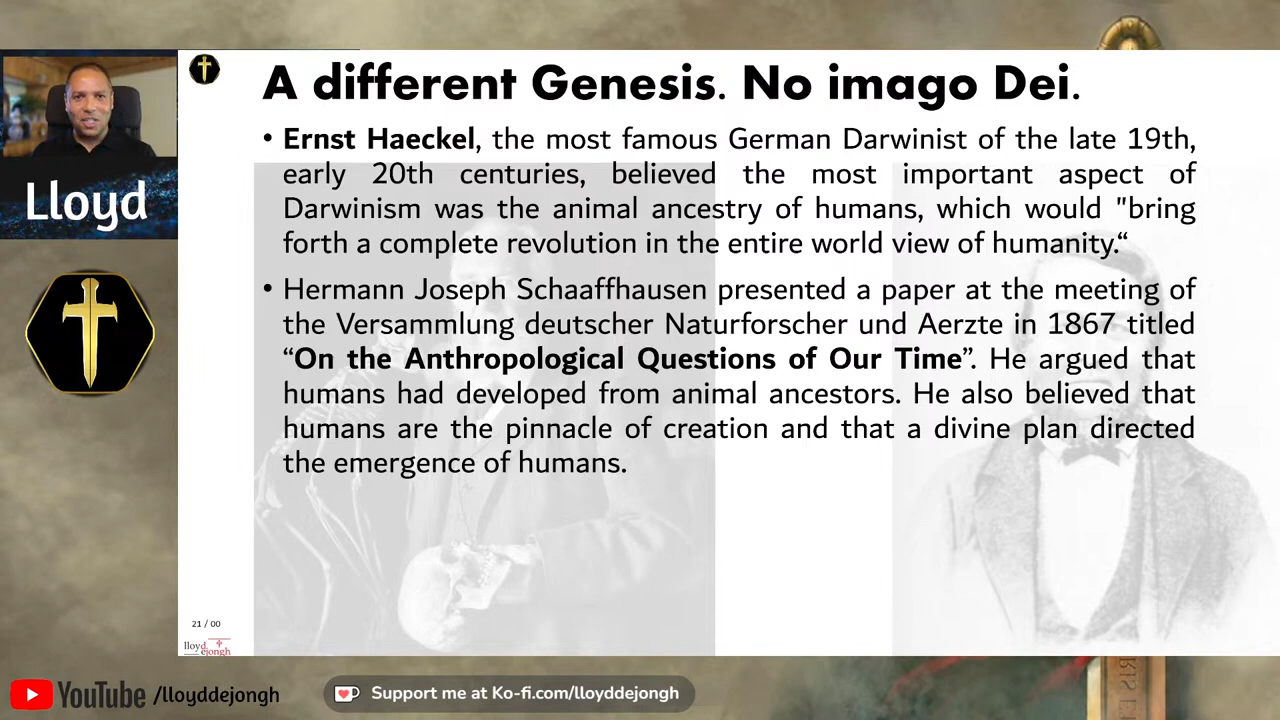 A different Genesis. No imago Dei.
• Ernst Haeckel, the most famous German Darwinist of the late 19th,
early 20th centuries, believed the most important aspect of
Darwinism was the animal ancestry of humans, which would "bring
forth a complete revolution in the entire world view of humanity.“
• Hermann Joseph Schaaffhausen presented a paper at the meeting of
the Versammlung deutscher Naturforscher und Aerzte in 1867 titled
“On the Anthropological Questions of Our Time”. He argued that
humans had developed from animal ancestors. He also believed that
humans are the pinnacle of creation and that a divine plan directed
the emergence of humans.
Lloyd
21 / 00
lloyd
ejongh
YouTube /lloyddejongh
Support me at Ko-fi.com/lloyddejongh